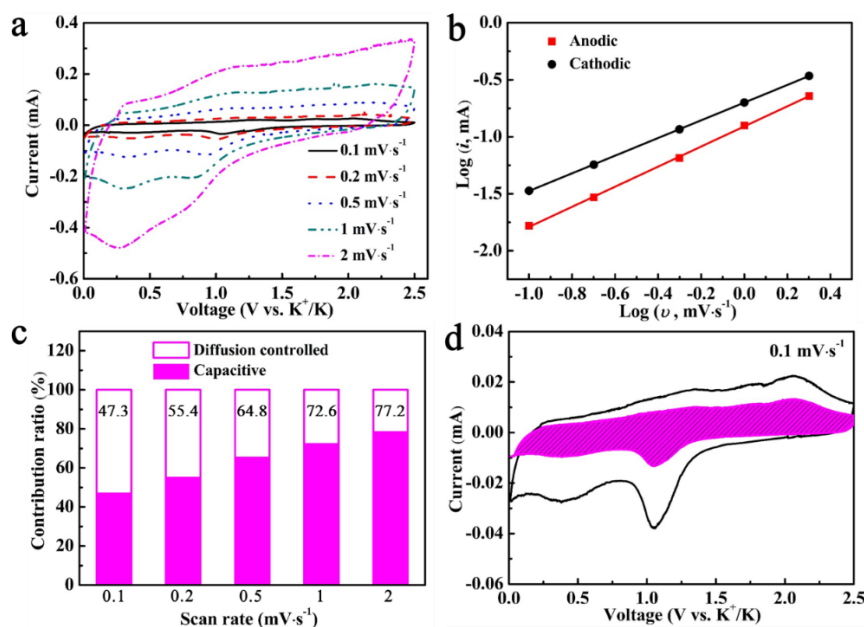 a
0.4
0.2
0.0
-0.2
-0.4
-0.6
Current (mA)
0.1 mV·s⁻¹
0.2 mV·s⁻¹
0.5 mV·s⁻¹
1 mV·s⁻¹
2 mV·s⁻¹
0.0 0.5 1.0 1.5 2.0 2.5
Voltage (V vs. K⁺/K)
b
0.0
-0.5
-1.0
-1.5
-2.0
Log (i, mA)
Anodic
Cathodic
-1.0 -0.8 -0.6 -0.4 -0.2 0.0 0.2 0.4
Log (υ, mV·s⁻¹)
c
120
100
80
60
40
20
0
Contribution ratio (%)
Diffusion controlled
Capacitive
47.3 55.4 64.8 72.6 77.2
0.1 0.2 0.5 1 2
Scan rate (mV·s⁻¹)
d
0.04
0.02
0.00
-0.02
-0.04
-0.06
Current (mA)
0.1 mV·s⁻¹
0.0 0.5 1.0 1.5 2.0 2.5
Voltage (V vs. K⁺/K)